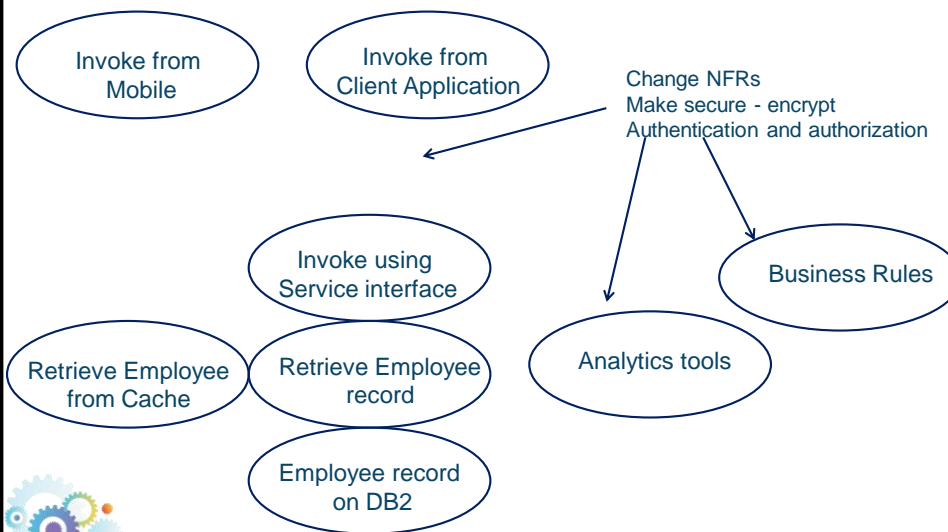 Invoke from
Mobile
Invoke from
Client Application
Change NFRs
Make secure - encrypt
Authentication and authorization
Invoke using
Service interface
Business Rules
Retrieve Employee
from Cache
Retrieve Employee
record
Analytics tools
Employee record
on DB2